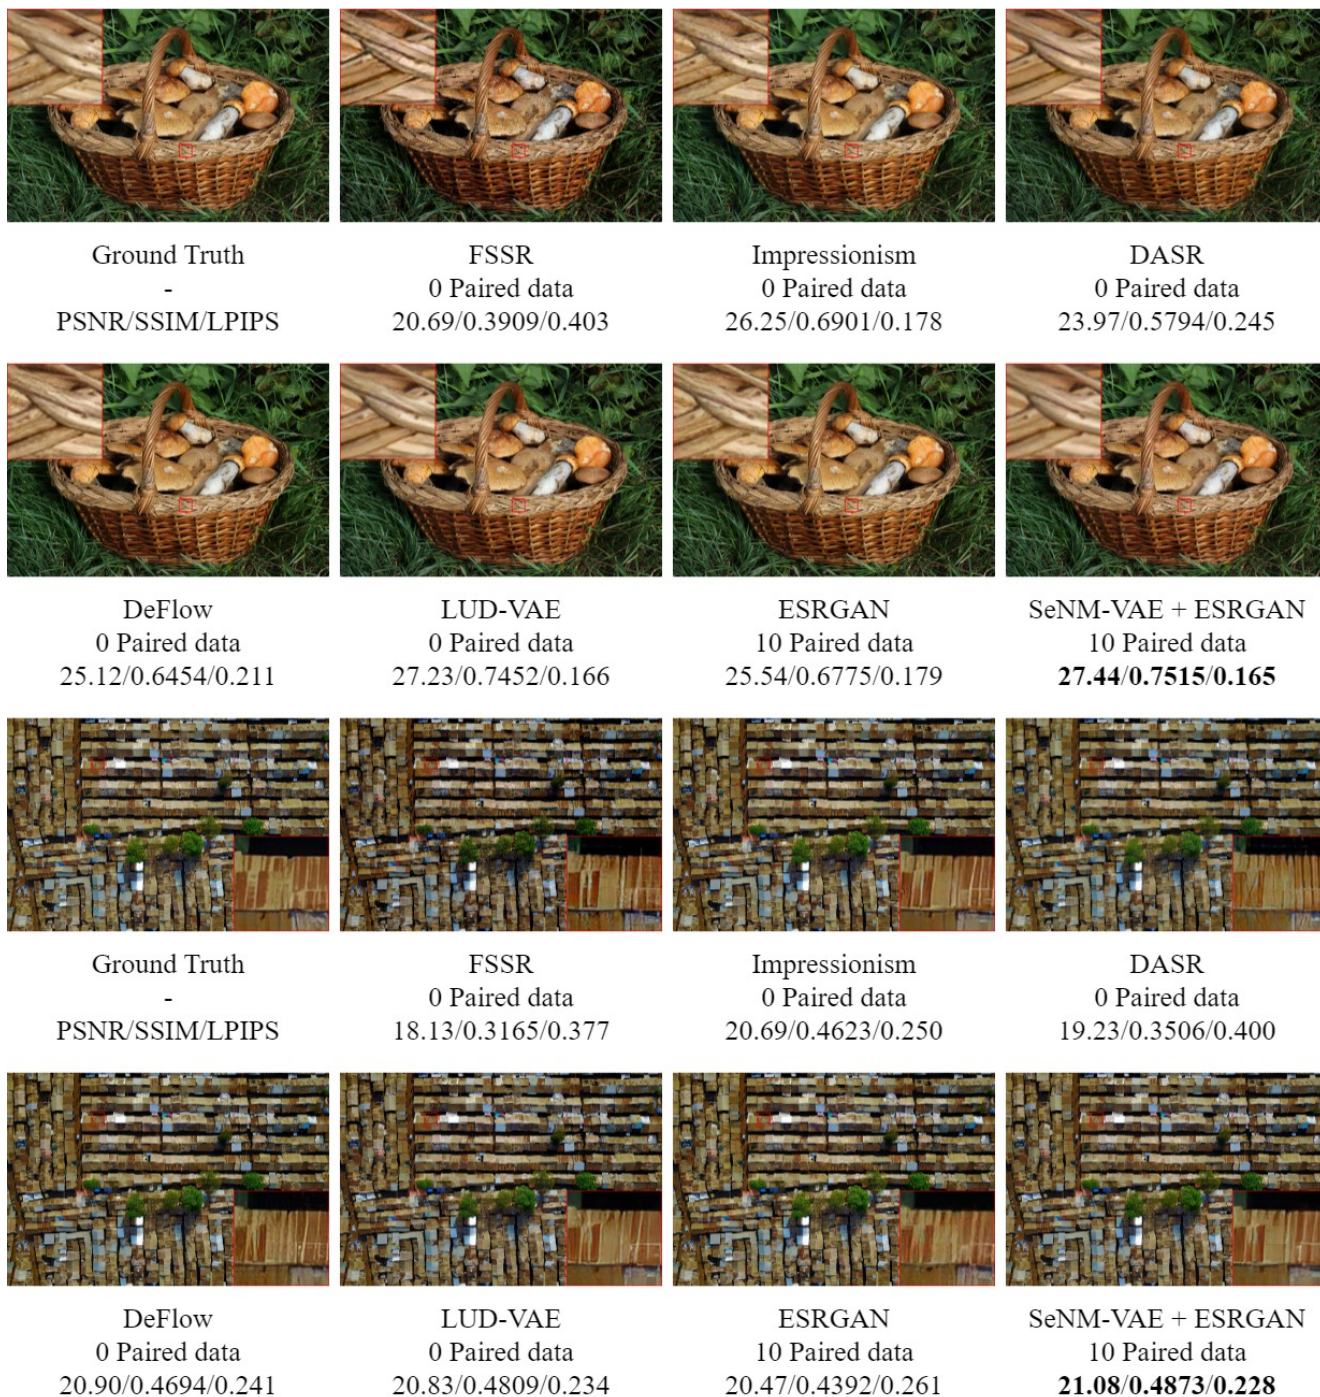 Ground Truth
-
PSNR/SSIM/LPIPS
FSSR
0 Paired data
20.69/0.3909/0.403
Impressionism
0 Paired data
26.25/0.6901/0.178
DASR
0 Paired data
23.97/0.5794/0.245
DeFlow
0 Paired data
25.12/0.6454/0.211
LUD-VAE
0 Paired data
27.23/0.7452/0.166
ESRGAN
10 Paired data
25.54/0.6775/0.179
SeNM-VAE + ESRGAN
10 Paired data
27.44/0.7515/0.165
Ground Truth
-
PSNR/SSIM/LPIPS
FSSR
0 Paired data
18.13/0.3165/0.377
Impressionism
0 Paired data
20.69/0.4623/0.250
DASR
0 Paired data
19.23/0.3506/0.400
DeFlow
0 Paired data
20.90/0.4694/0.241
LUD-VAE
0 Paired data
20.83/0.4809/0.234
ESRGAN
10 Paired data
20.47/0.4392/0.261
SeNM-VAE + ESRGAN
10 Paired data
21.08/0.4873/0.228